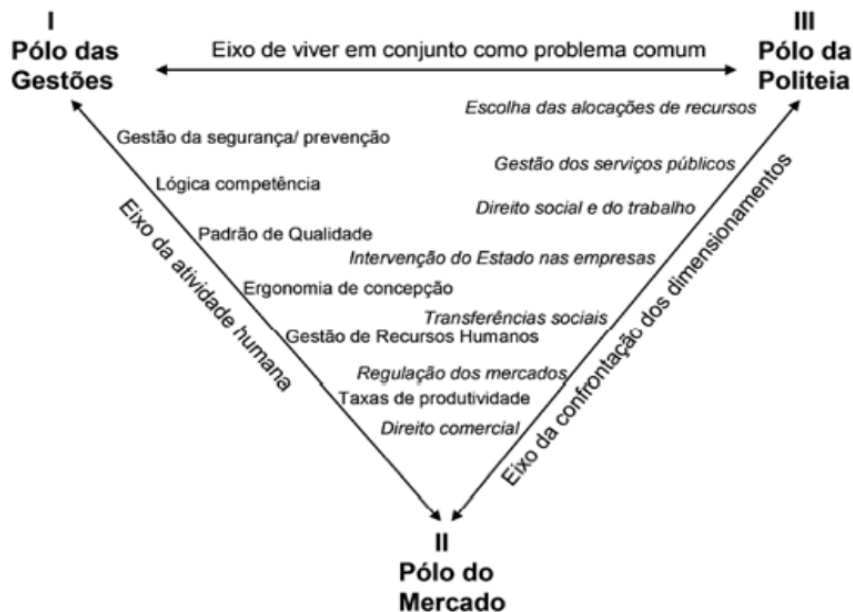 I
Pólo das
Gestões
Eixo de viver em conjunto como problema comum
III
Pólo da
Politeia
Escolha das alocações de recursos
Gestão da segurança/ prevenção
Gestão dos serviços públicos
Lógica competência
Direito social e do trabalho
Padrão de Qualidade
Intervenção do Estado nas empresas
Ergonomia de concepção
Transferências sociais
Gestão de Recursos Humanos
Regulação dos mercados
Taxas de produtividade
Direito comercial
Eixo da atividade humana
Eixo da confrontação dos dimensionamentos
II
Pólo do
Mercado